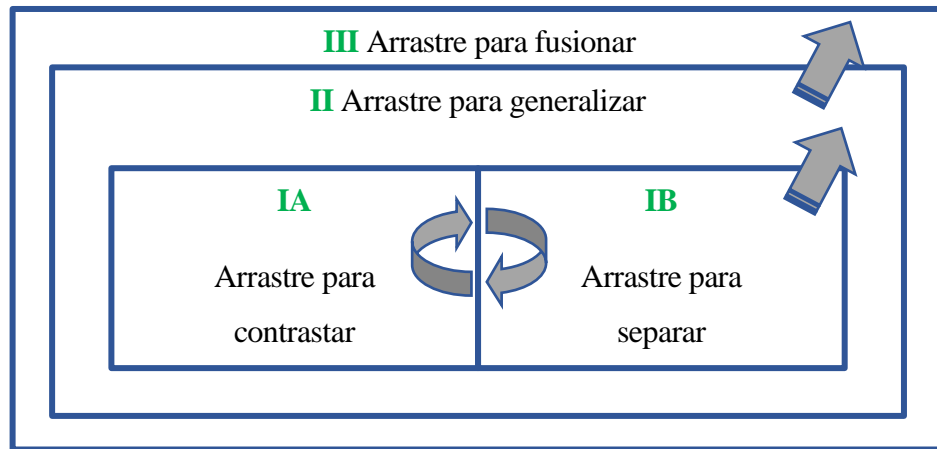 III Arrastre para fusionar
II Arrastre para generalizar
IA
Arrastre para
contrastar
IB
Arrastre para
separar